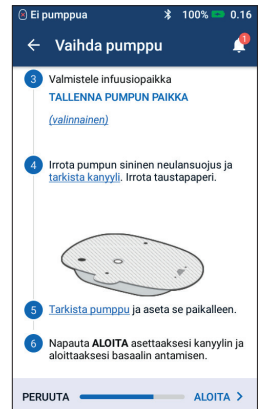 Ei pumppua 100% 0.16
Vaihda pumppu 1
3 Valmistele infuusiopaikka
TALLENNA PUMPUN PAIKKA
(valinnainen)
4 Irrota pumpun sininen neulansuojus ja
tarkista kanyyli. Irrota taustapaperi.
5 Tarkista pumppu ja aseta se paikalleen.
6 Napauta ALOITA asettaaksesi kanyylin ja
aloittaaksesi basaalin antamisen.
PERUUTA ALOITA